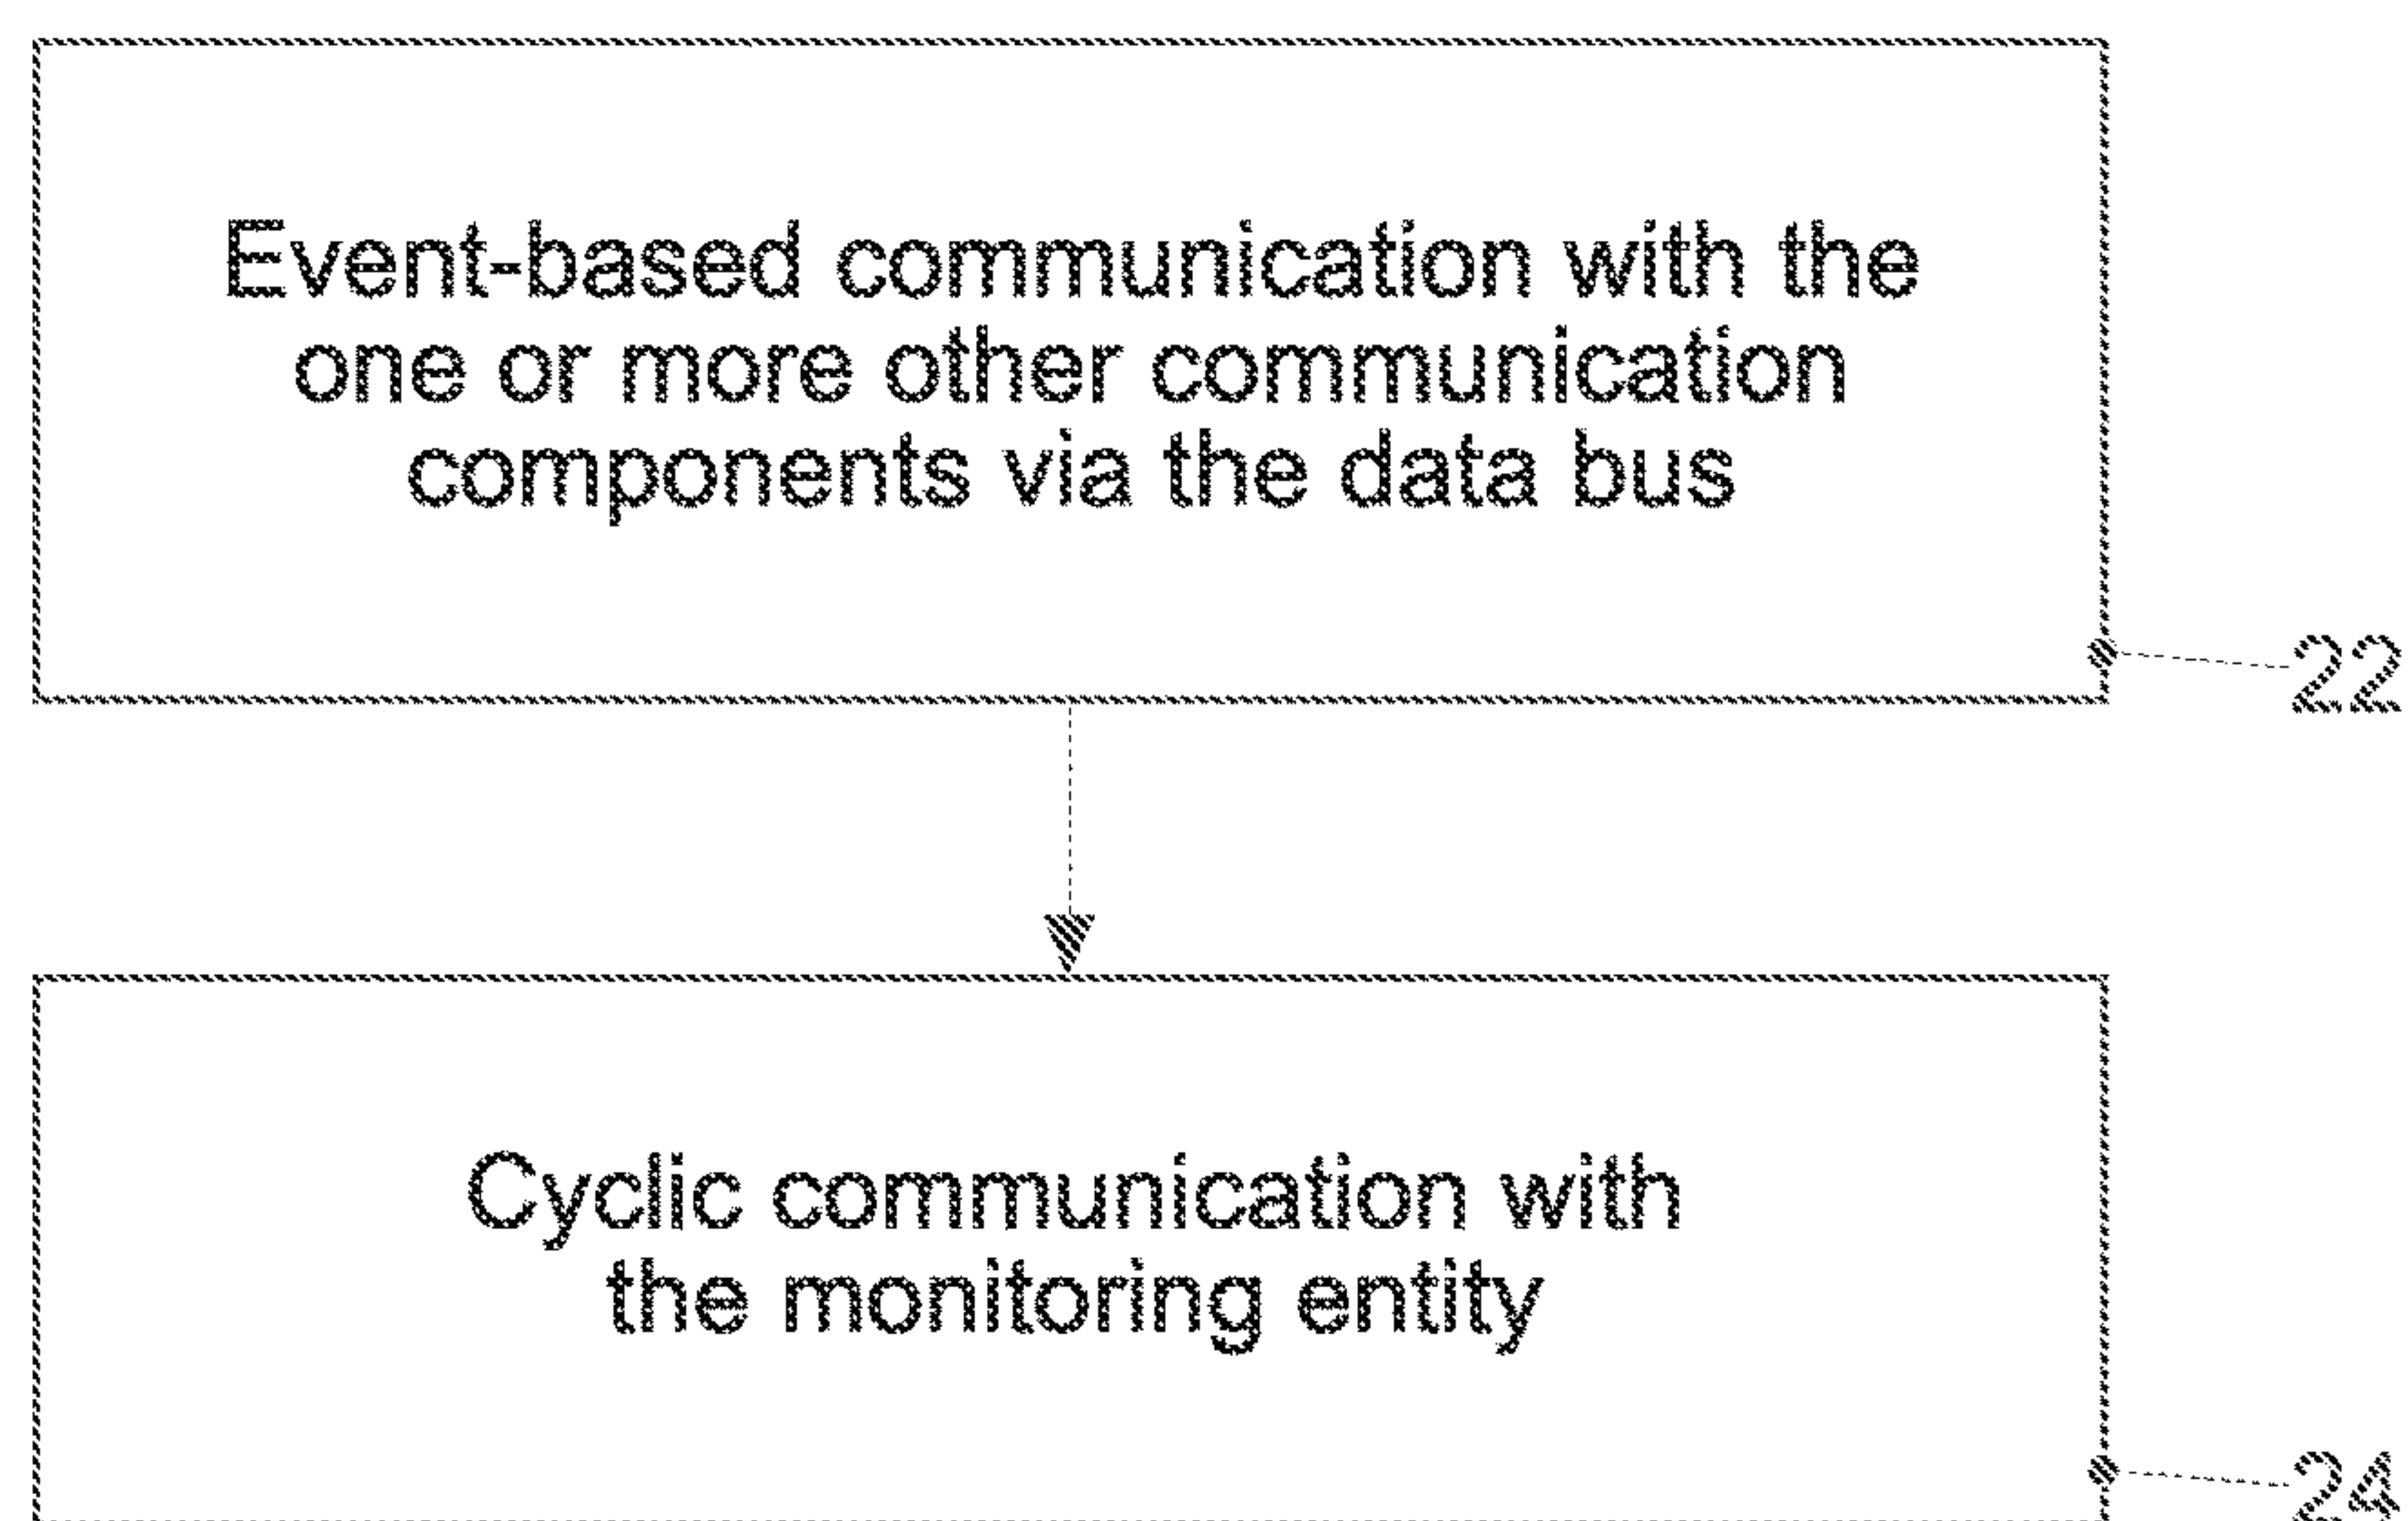 Event-based communication with the
one or more other communication
components via the data bus
22
Cyclic communication with
the monitoring entity
24